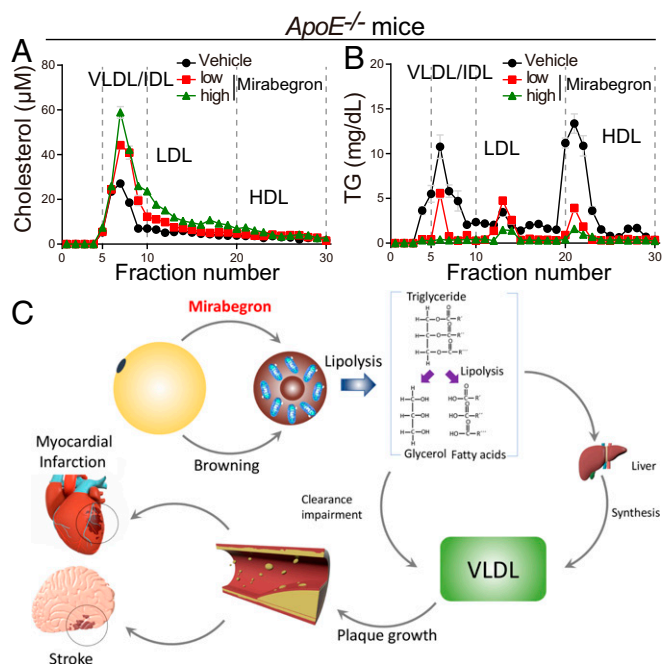 ApoE-/- mice
A
Vehicle
low
high
Mirabegron
VLDL/IDL
LDL
HDL
Cholesterol (µM)
80
60
40
20
0
0
5
10
20
30
Fraction number
B
Vehicle
low
high
Mirabegron
VLDL/IDL
LDL
HDL
TG (mg/dL)
20
15
10
5
0
0
5
10
20
30
Fraction number
C
Mirabegron
Browning
Lipolysis
Triglyceride
Lipolysis
Glycerol
Fatty acids
Liver
Synthesis
Clearance
impairment
VLDL
Plaque growth
Myocardial
Infarction
Stroke